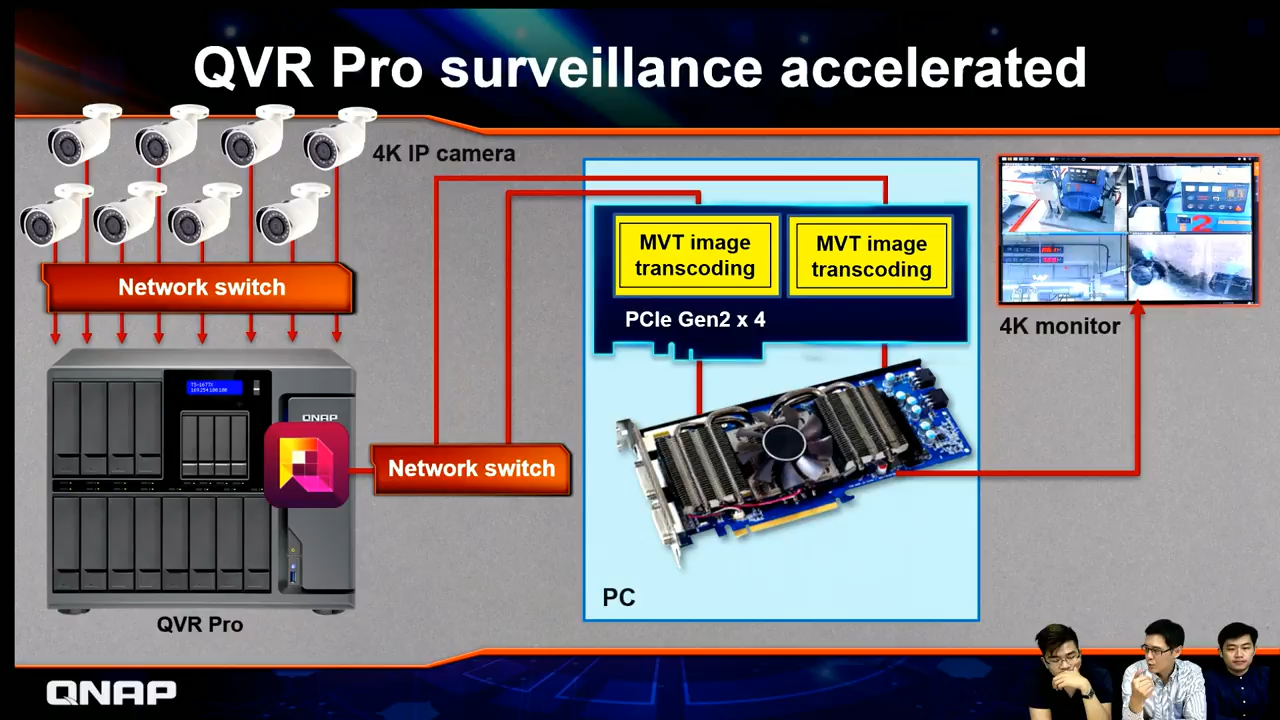 QVR Pro surveillance accelerated
4K IP camera
Network switch
MVT image
transcoding
MVT image
transcoding
PCIe Gen2 x 4
4K monitor
QNAP
Network switch
PC
QVR Pro
QNAP